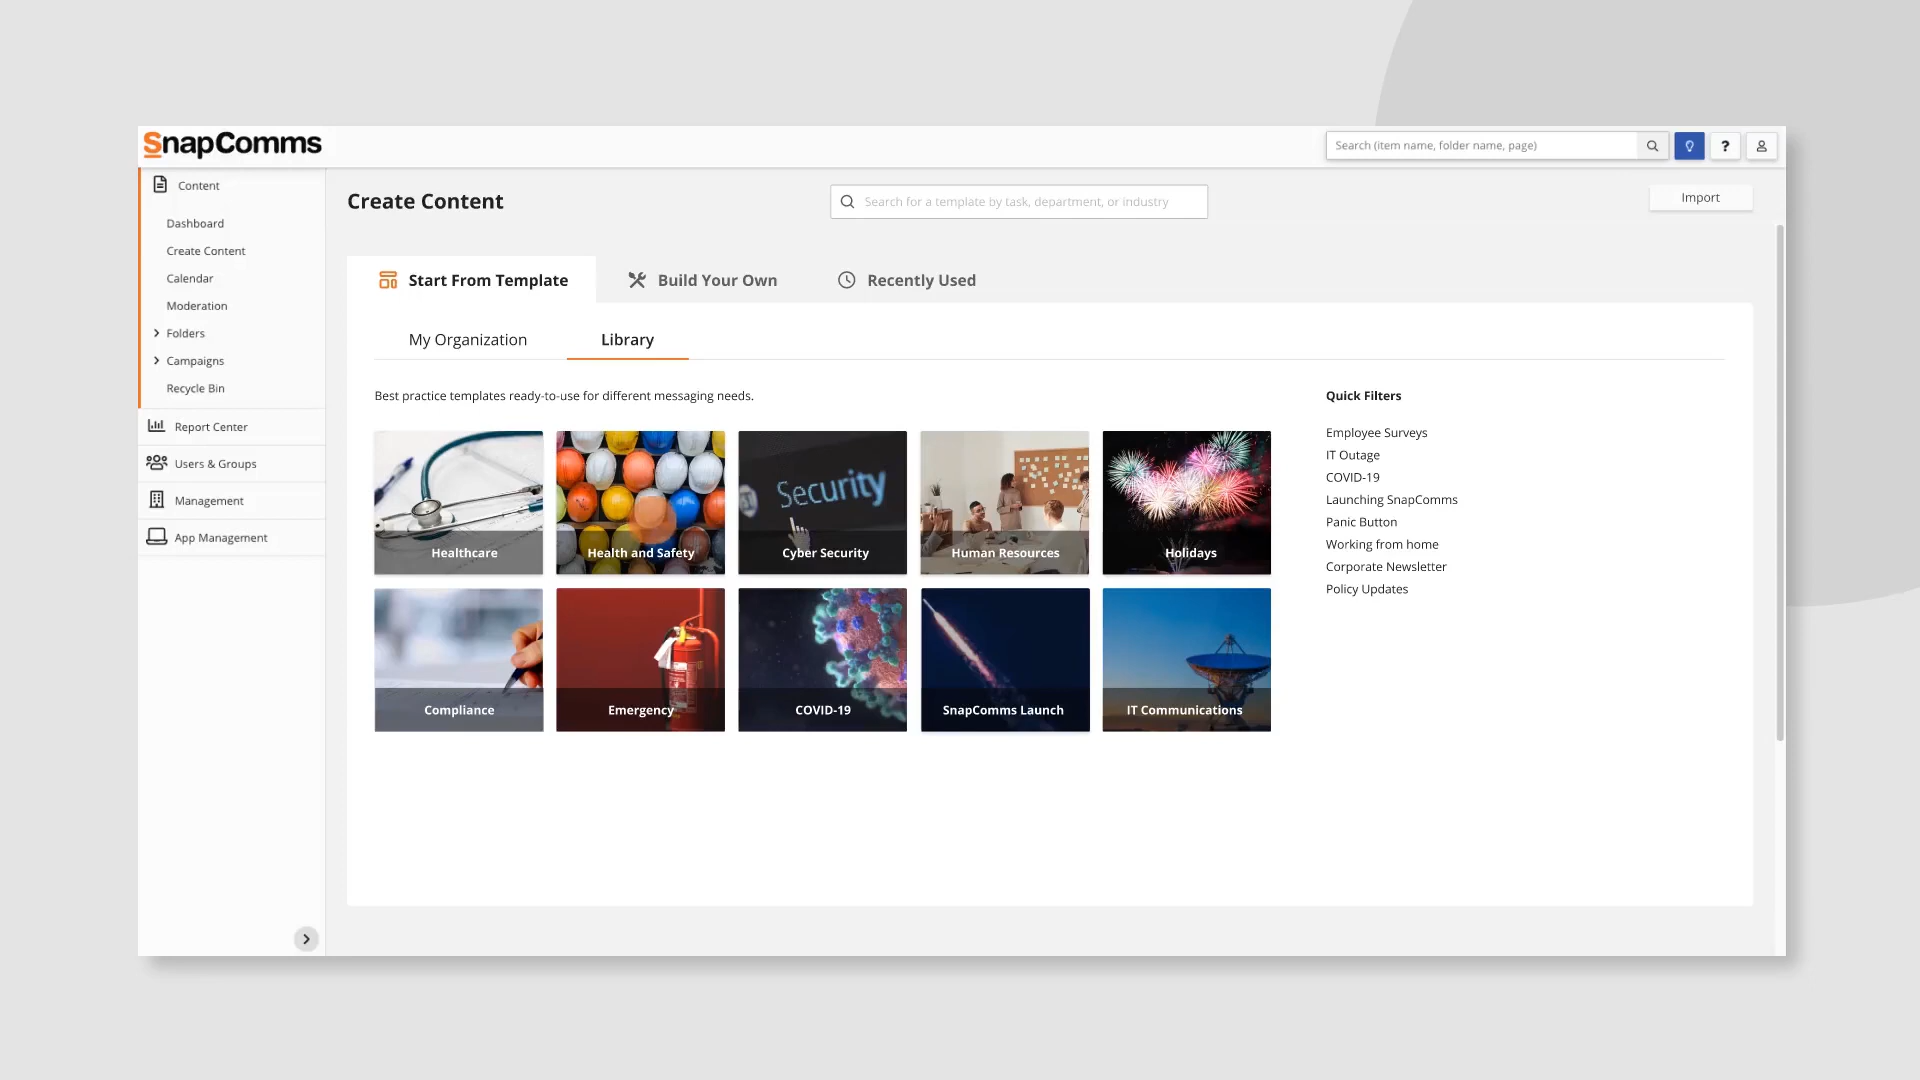 SnapComms
Search (item name, folder name, page)
?
Content
Dashboard
Create Content
Calendar
Moderation
Folders
Campaigns
Recycle Bin
Report Center
Users & Groups
Management
App Management
Create Content
Search for a template by task, department, or industry
Import
Start From Template
Build Your Own
Recently Used
My Organization
Library
Best practice templates ready-to-use for different messaging needs.
Security
Healthcare
Health and Safety
Cyber Security
Human Resources
Holidays
Compliance
Emergency
COVID-19
SnapComms Launch
IT Communications
Quick Filters
Employee Surveys
IT Outage
COVID-19
Launching SnapComms
Panic Button
Working from home
Corporate Newsletter
Policy Updates